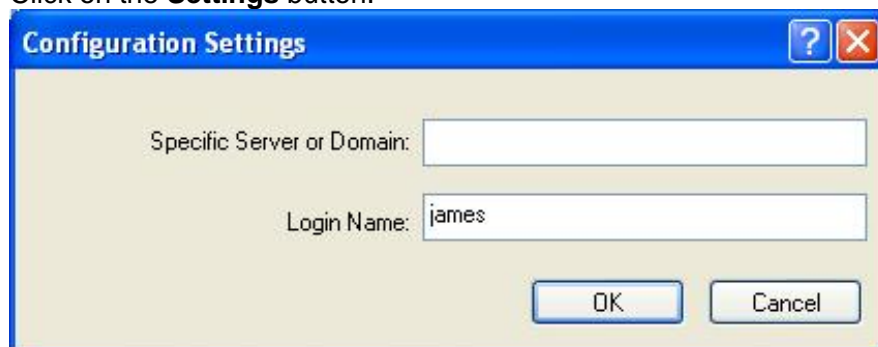 Click on the Settings button.
Configuration Settings
Specific Server or Domain:
Login Name: james
OK Cancel